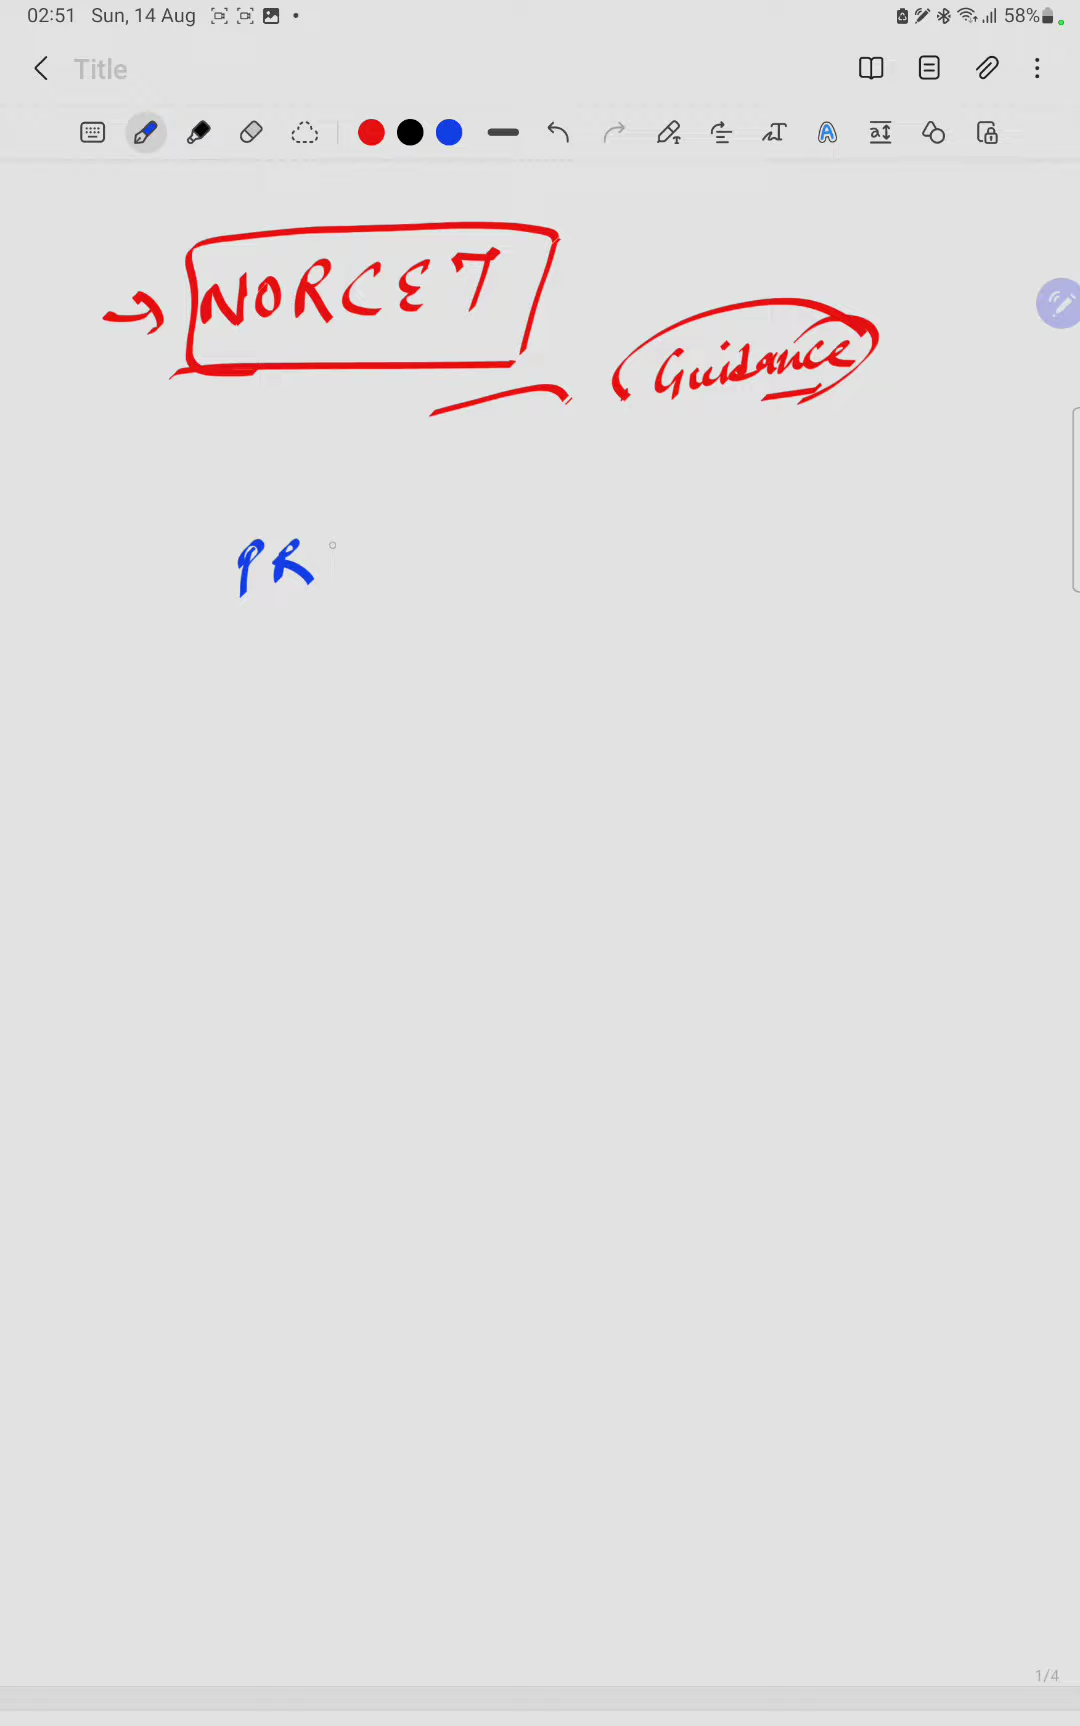 02:51 Sun, 14 Aug 58%
Title
→ NORCET
Guidance
PR
1/4